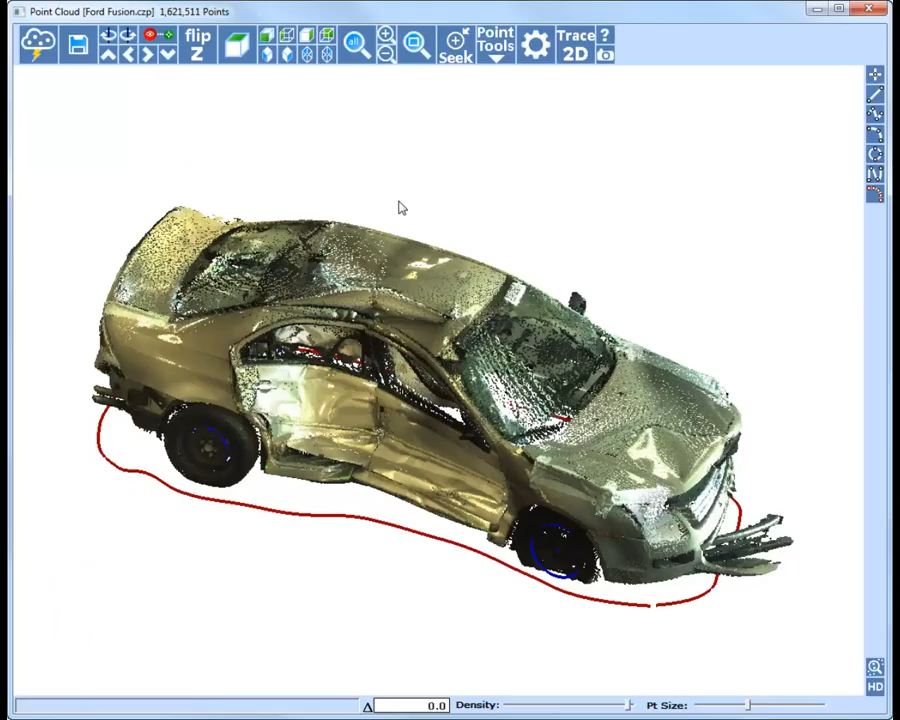 Point Cloud [Ford Fusion.czp] 1,621,511 Points
flip Z
all
Seek
Point Tools
Trace 2D
?
HD
Δ 0.0 Density: Pt Size: